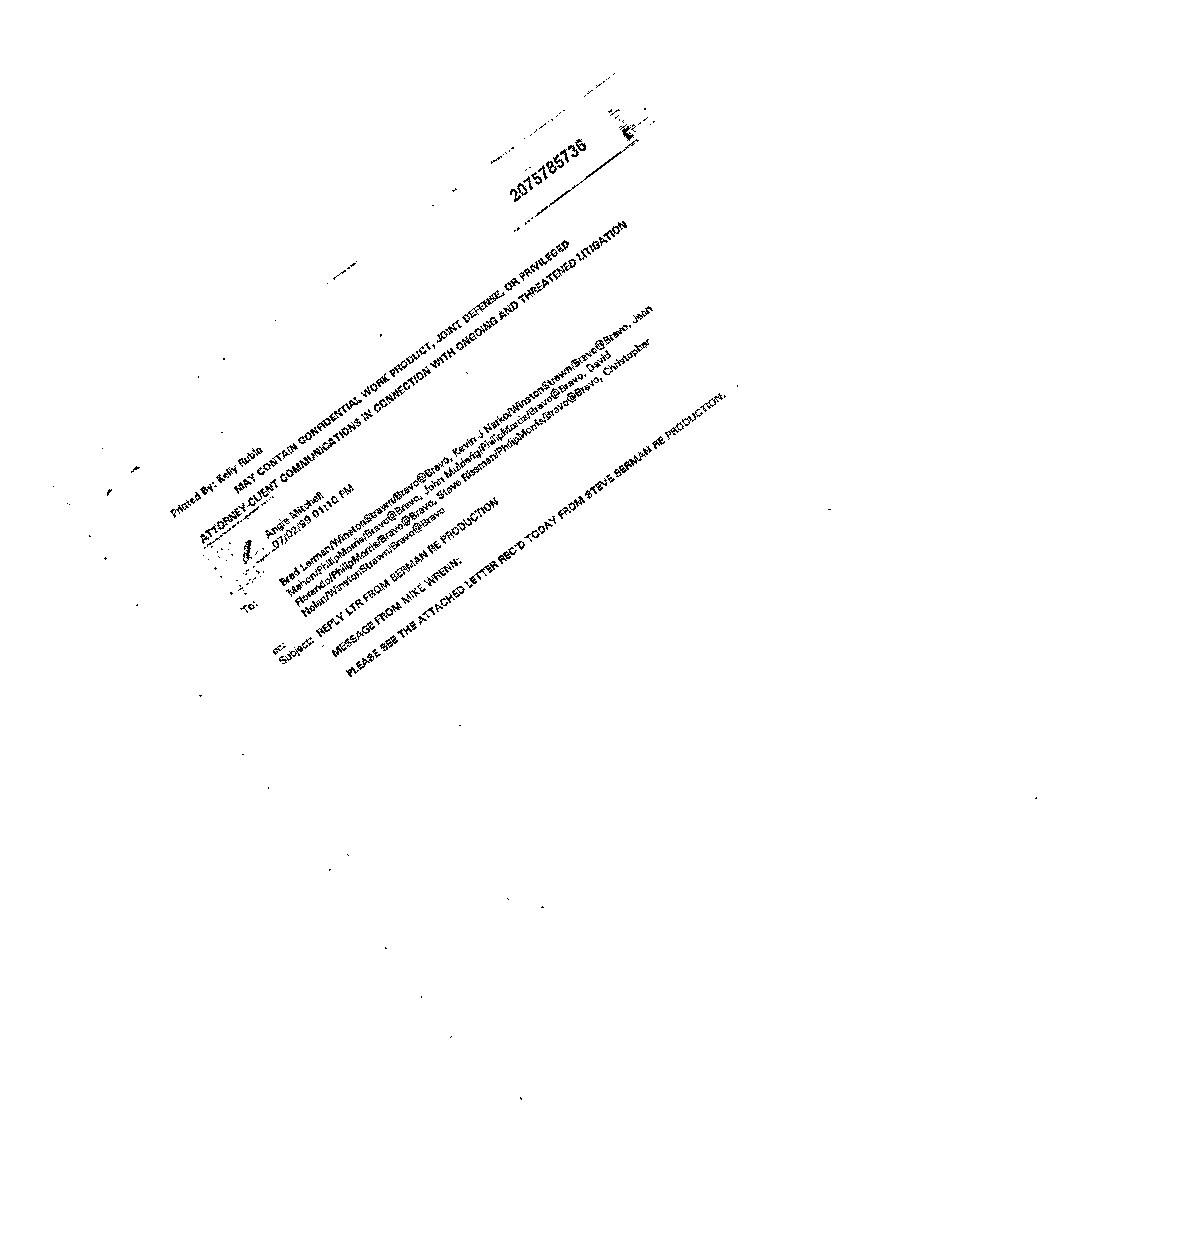 2075785736
Printed By: Kelly Rubin
MAY CONTAIN CONFIDENTIAL WORK PRODUCT, JOINT DEFENSE, OR PRIVILEGED
ATTORNEY-CLIENT COMMUNICATIONS IN CONNECTION WITH ONGOING AND THREATENED LITIGATION
Angie Mitchell
07/02/99 01:10 PM
To: Brad Lerman/WinstonStrawn/Bravo@Bravo, Kevin J Narko/WinstonStrawn/Bravo@Bravo, Jean
Mahon/PhilipMorris/Bravo@Bravo, John Mulderig/PhilipMorris/Bravo@Bravo, David
Florendo/PhilipMorris/Bravo@Bravo, Steve Rissman/PhilipMorris/Bravo@Bravo, Christopher
Nolan/WinstonStrawn/Bravo@Bravo
cc:
Subject: REPLY LTR FROM BERMAN RE PRODUCTION
MESSAGE FROM MIKE WRENN:
PLEASE SEE THE ATTACHED LETTER REC'D TODAY FROM STEVE BERMAN RE PRODUCTION.